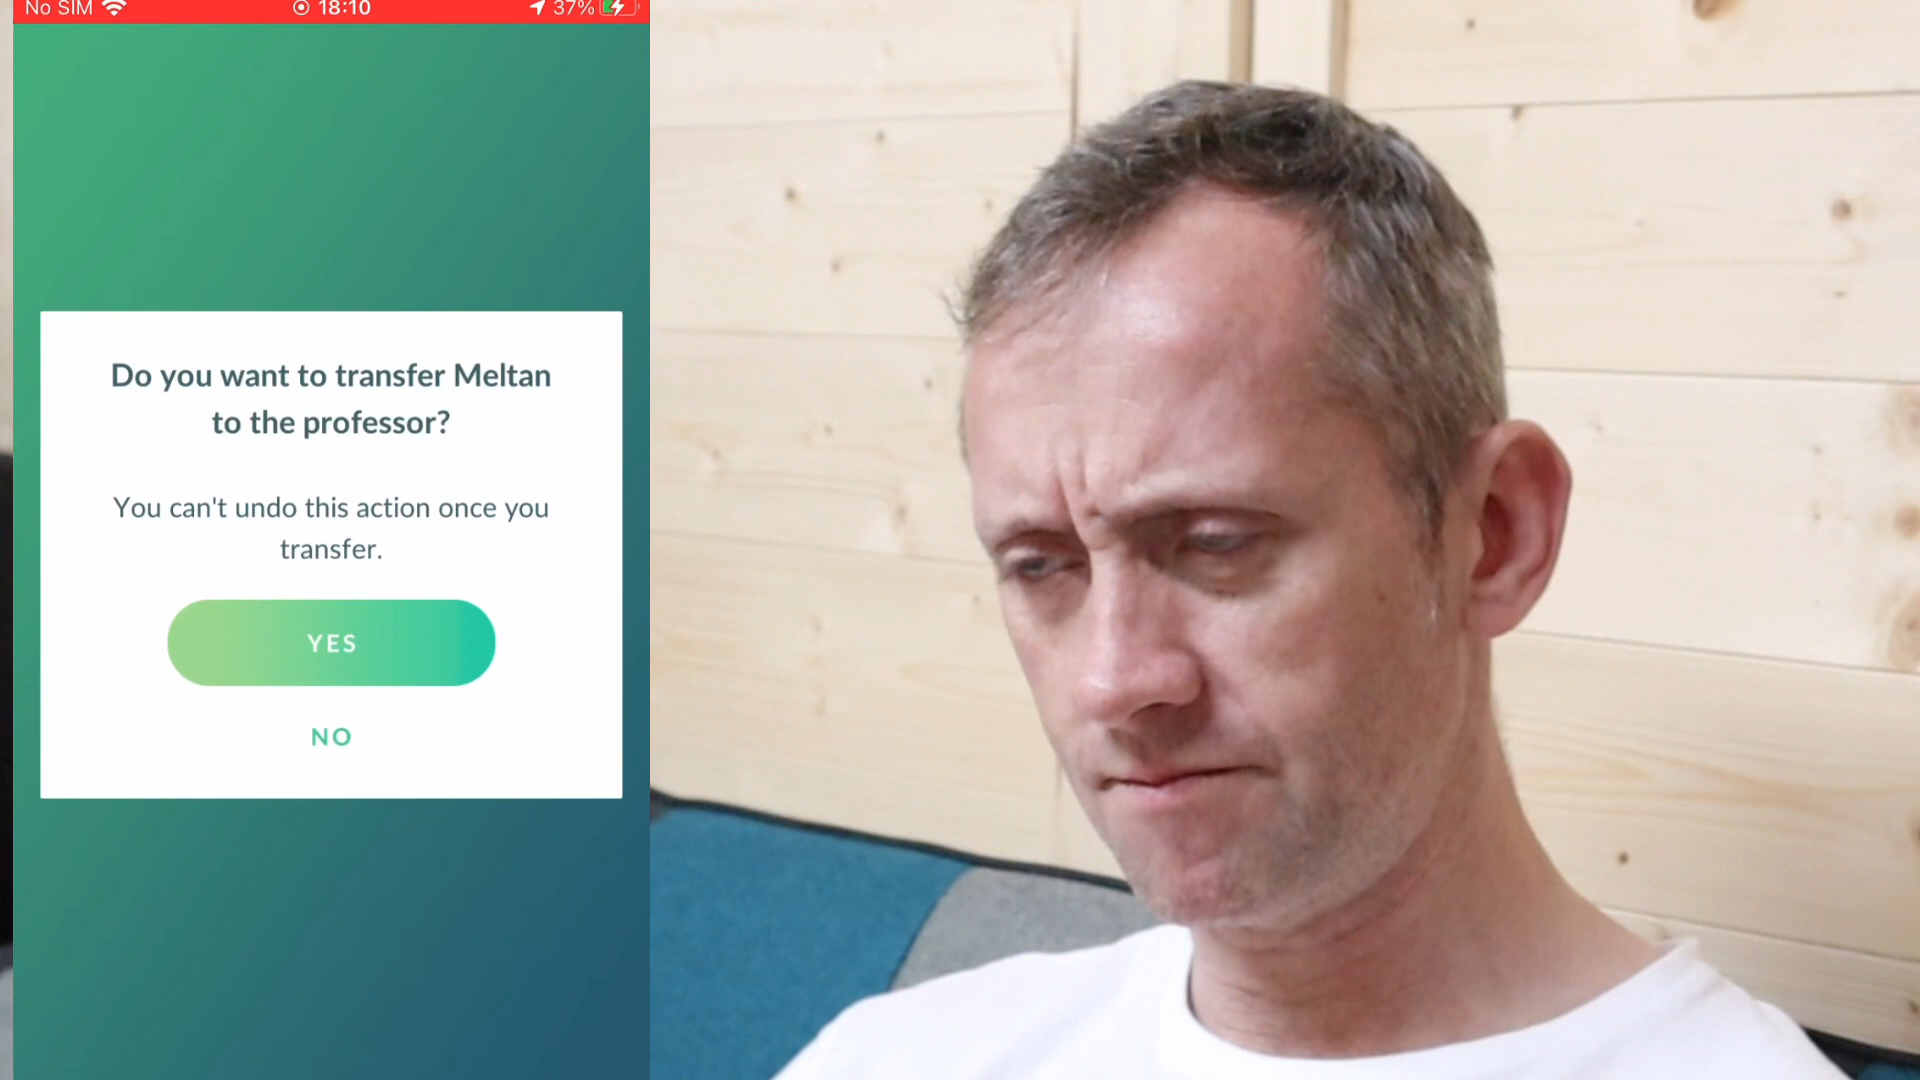 No SIM 18:10 37%
Do you want to transfer Meltan
to the professor?
You can't undo this action once you
transfer.
YES
NO